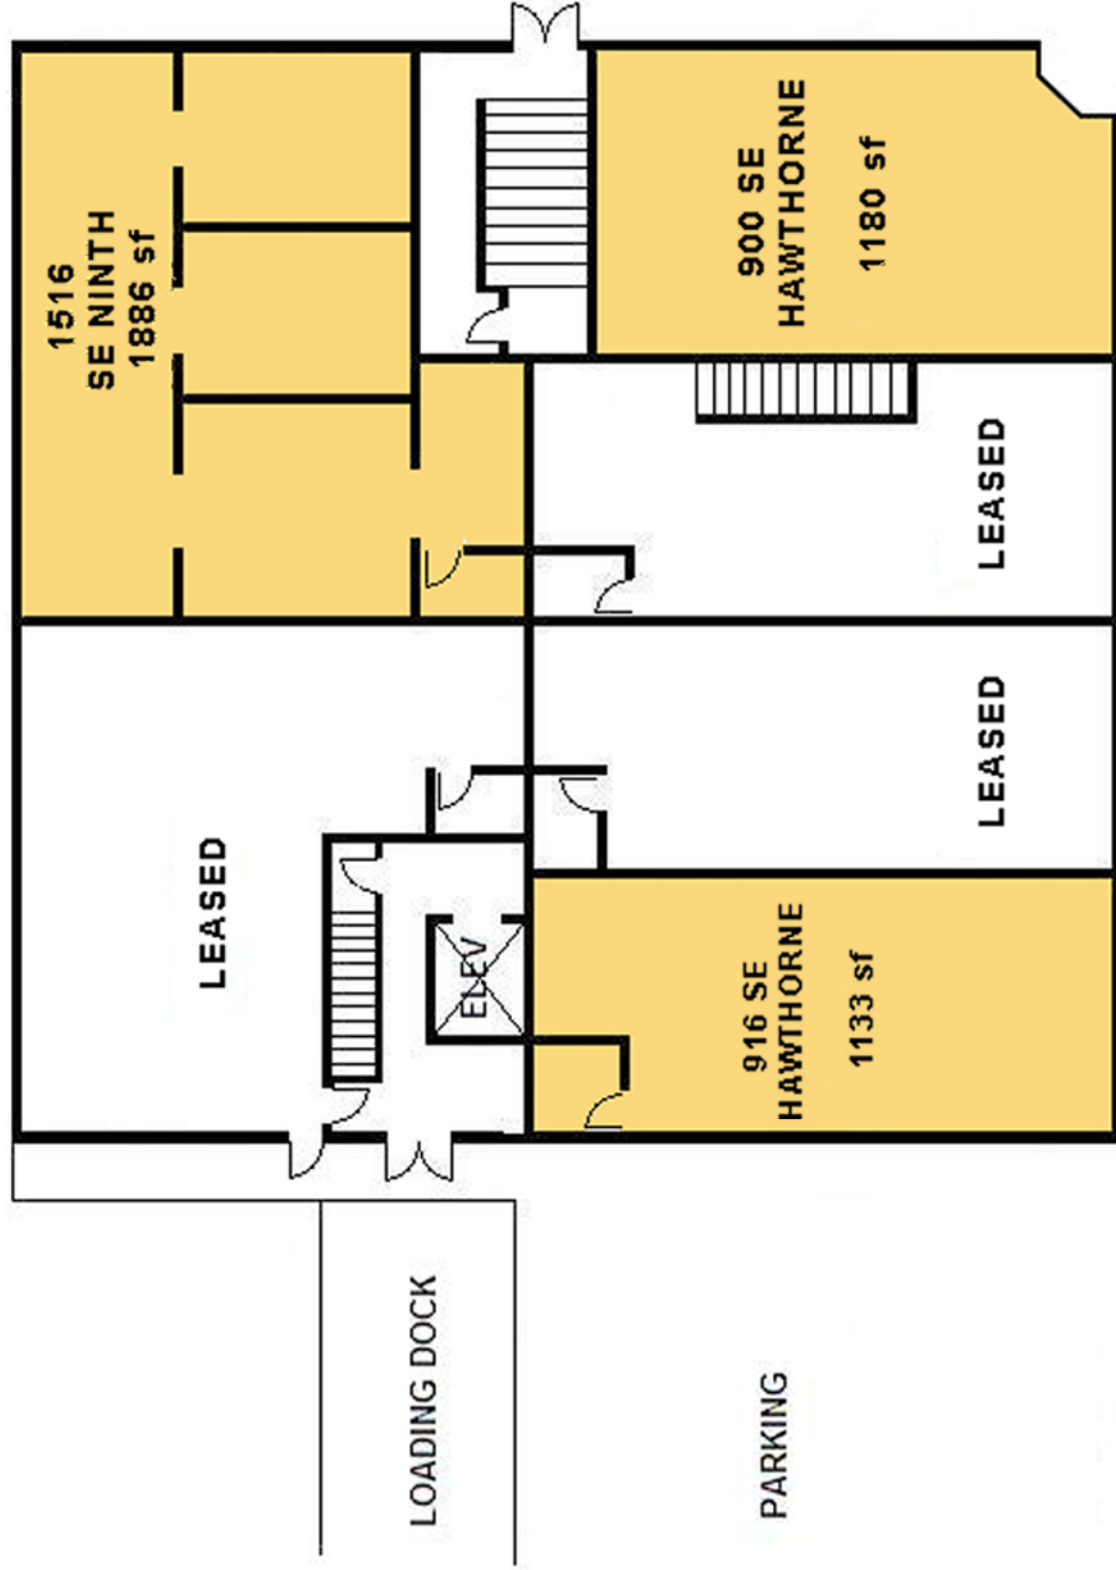 1516
SE NINTH
1886 sf
900 SE
HAWTHORNE
1180 sf
LEASED
LEASED
LEASED
ELEV
916 SE
HAWTHORNE
1133 sf
LOADING DOCK
PARKING